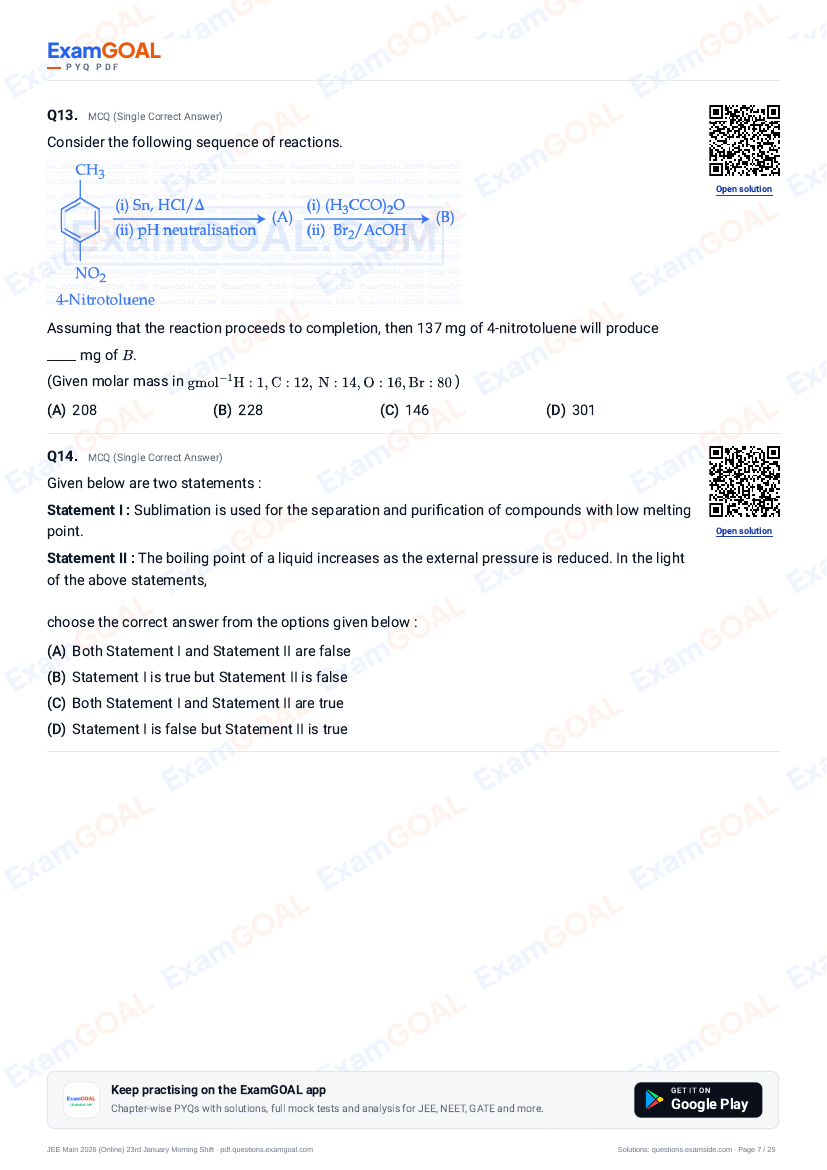 ExamGOAL
PYQ PDF
Q13. MCQ (Single Correct Answer)
Consider the following sequence of reactions.
CH3
(i) Sn, HCl/Δ
(ii) pH neutralisation
(A)
(i) (H3CCO)2O
(ii) Br2/AcOH
(B)
NO2
4-Nitrotoluene
Open solution
Assuming that the reaction proceeds to completion, then 137 mg of 4-nitrotoluene will produce
____ mg of B.
(Given molar mass in gmol⁻¹H : 1, C : 12, N : 14, O : 16, Br : 80 )
(A) 208 (B) 228 (C) 146 (D) 301
Q14. MCQ (Single Correct Answer)
Given below are two statements :
Statement I : Sublimation is used for the separation and purification of compounds with low melting
point.
Open solution
Statement II : The boiling point of a liquid increases as the external pressure is reduced. In the light
of the above statements,
choose the correct answer from the options given below :
(A) Both Statement I and Statement II are false
(B) Statement I is true but Statement II is false
(C) Both Statement I and Statement II are true
(D) Statement I is false but Statement II is true
ExamGOAL
Keep practising on the ExamGOAL app
Chapter-wise PYQs with solutions, full mock tests and analysis for JEE, NEET, GATE and more.
GET IT ON
Google Play
JEE Main 2026 (Online) 23rd January Morning Shift · pdf.questions.examgoal.com
Solutions: questions.examside.com · Page 7 / 25